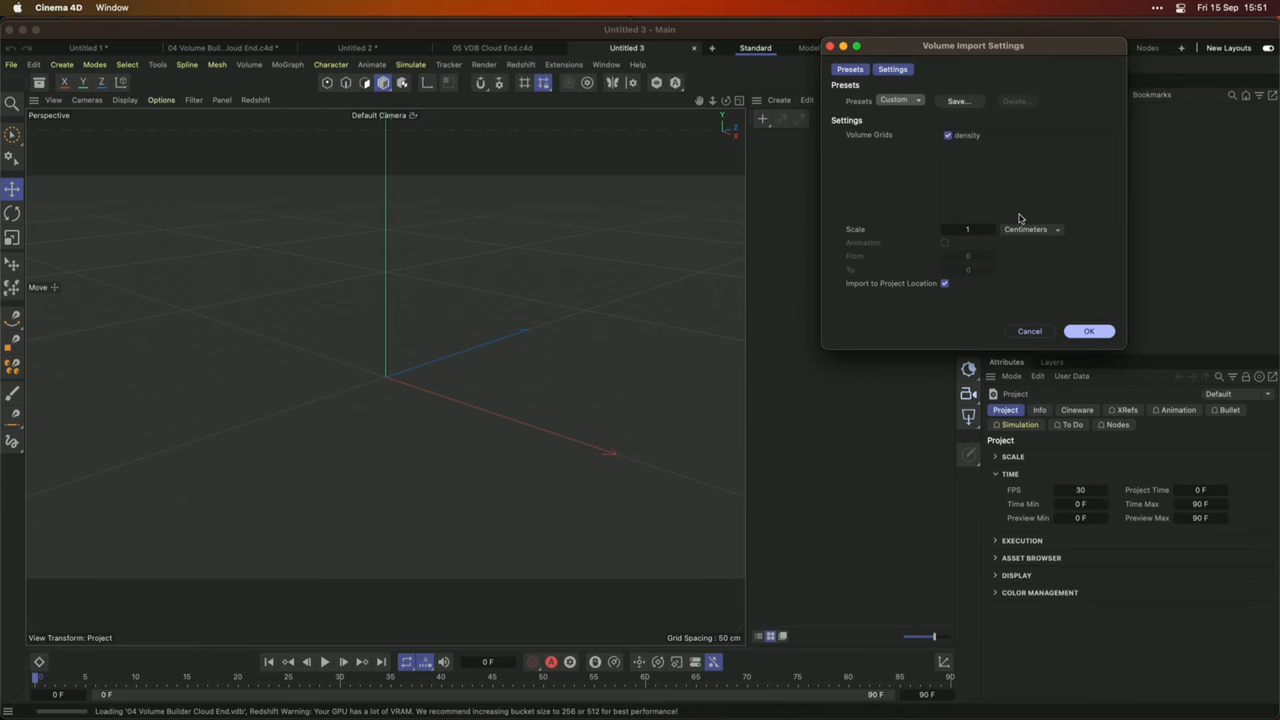 Cinema 4D Window ••• Fri 15 Sep 15:51
Untitled 3 - Main
Untitled 1 * 04 Volume Buil...loud End.c4d * Untitled 2 * 05 VDB Cloud End.c4d Untitled 3 × + Standard Nodes + New Layouts
File Edit Create Modes Select Tools Spline Mesh Volume MoGraph Character Animate Simulate Tracker Render Redshift Extensions Window Help
X Y Z
View Cameras Display Options Filter Panel Redshift
Create Bookmarks
Perspective
Default Camera
Y
Z
X
Move
Volume Import Settings
Presets Settings
Presets
Presets Custom Save... Delete...
Settings
Volume Grids density
Scale 1 Centimeters
Animation
From 0
To 0
Import to Project Location
Cancel OK
Attributes Layers
Mode Edit User Data
Project Default
Project Info Cineware XRefs Animation Bullet
Simulation To Do Nodes
Project
SCALE
TIME
FPS 30 Project Time 0 F
Time Min 0 F Time Max 90 F
Preview Min 0 F Preview Max 90 F
EXECUTION
ASSET BROWSER
DISPLAY
COLOR MANAGEMENT
View Transform: Project Grid Spacing : 50 cm
A 0 F A
0 5 10 15 20 25 30 35 40 45 50 55 60 65 70 75 80 85 90
0 F 0 F 90 F 90 F
Loading '04 Volume Builder Cloud End.vdb', Redshift Warning: Your GPU has a lot of VRAM. We recommend increasing bucket size to 256 or 512 for best performance!